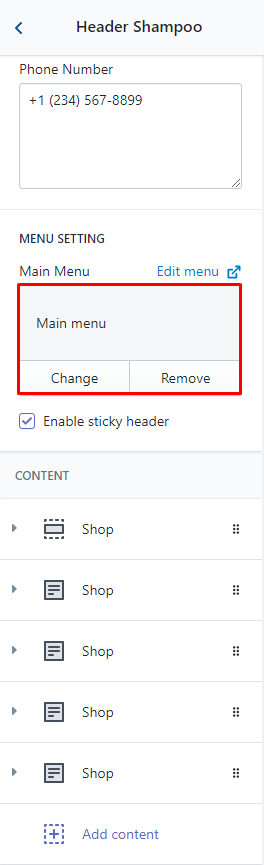 Header Shampoo
Phone Number
+1 (234) 567-8899
MENU SETTING
Main Menu Edit menu
Main menu
Change Remove
Enable sticky header
CONTENT
Shop
Shop
Shop
Shop
Shop
Add content